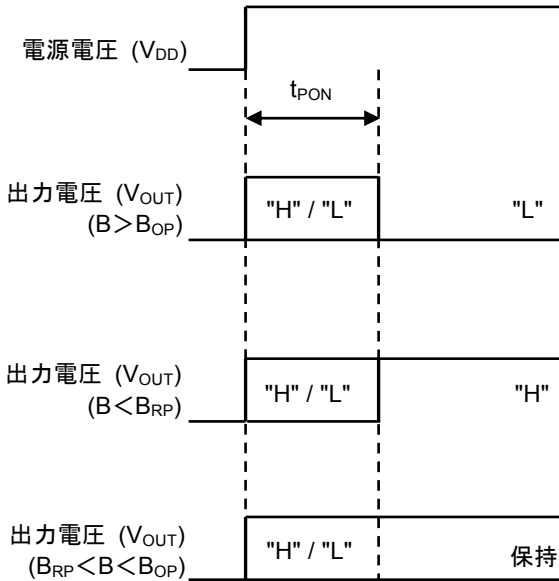 電源電圧 (VDD)
tPON
出力電圧 (VOUT)
(B＞BOP)
"H" / "L"
"L"
出力電圧 (VOUT)
(B＜BRP)
"H" / "L"
"H"
出力電圧 (VOUT)
(BRP＜B＜BOP)
"H" / "L"
保持